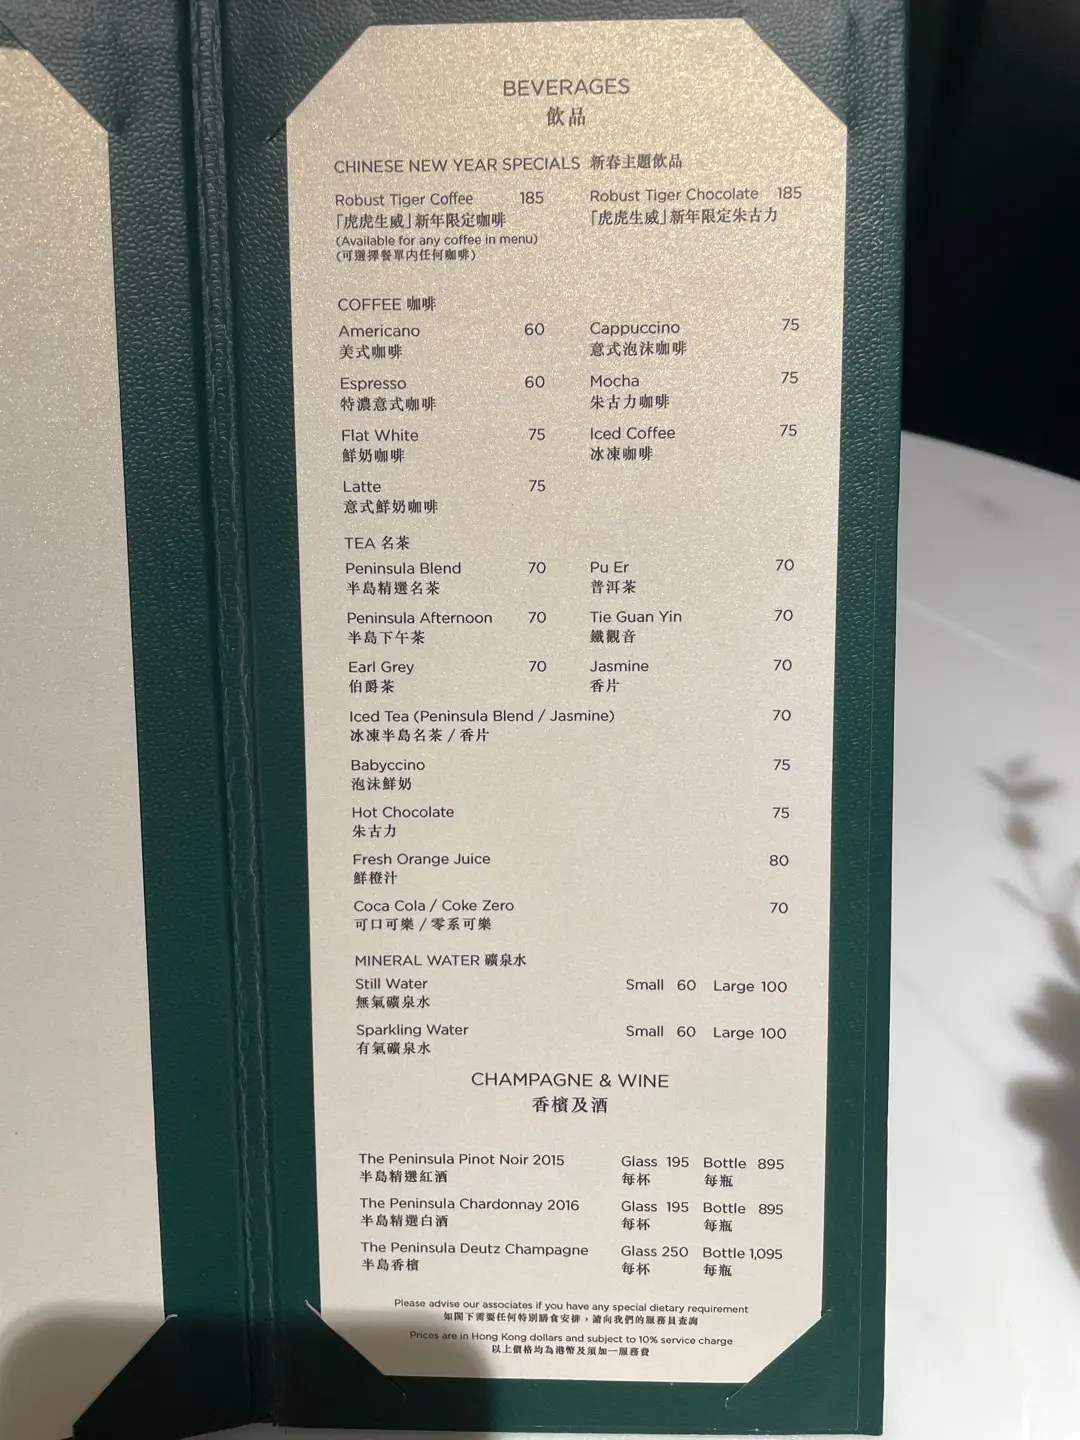 BEVERAGES
飲品
CHINESE NEW YEAR SPECIALS 新春主題飲品
Robust Tiger Coffee 185
「虎虎生威」新年限定咖啡
(Available for any coffee in menu)
(可選擇餐單內任何咖啡)
Robust Tiger Chocolate 185
「虎虎生威」新年限定朱古力
COFFEE 咖啡
Americano 60
美式咖啡
Cappuccino 75
意式泡沫咖啡
Espresso 60
特濃意式咖啡
Mocha 75
朱古力咖啡
Flat White 75
鮮奶咖啡
Iced Coffee 75
冰凍咖啡
Latte 75
意式鮮奶咖啡
TEA 名茶
Peninsula Blend 70
半島精選名茶
Pu Er 70
普洱茶
Peninsula Afternoon 70
半島下午茶
Tie Guan Yin 70
鐵觀音
Earl Grey 70
伯爵茶
Jasmine 70
香片
Iced Tea (Peninsula Blend / Jasmine) 70
冰凍半島名茶 / 香片
Babyccino 75
泡沫鮮奶
Hot Chocolate 75
朱古力
Fresh Orange Juice 80
鮮橙汁
Coca Cola / Coke Zero 70
可口可樂 / 零系可樂
MINERAL WATER 礦泉水
Still Water Small 60 Large 100
無氣礦泉水
Sparkling Water Small 60 Large 100
有氣礦泉水
CHAMPAGNE & WINE
香檳及酒
The Peninsula Pinot Noir 2015 Glass 195 Bottle 895
半島精選紅酒 每杯 每瓶
The Peninsula Chardonnay 2016 Glass 195 Bottle 895
半島精選白酒 每杯 每瓶
The Peninsula Deutz Champagne Glass 250 Bottle 1,095
半島香檳 每杯 每瓶
Please advise our associates if you have any special dietary requirement
如閣下需要任何特別膳食安排，請向我們的服務員查詢
Prices are in Hong Kong dollars and subject to 10% service charge
以上價格均為港幣及須加一服務費